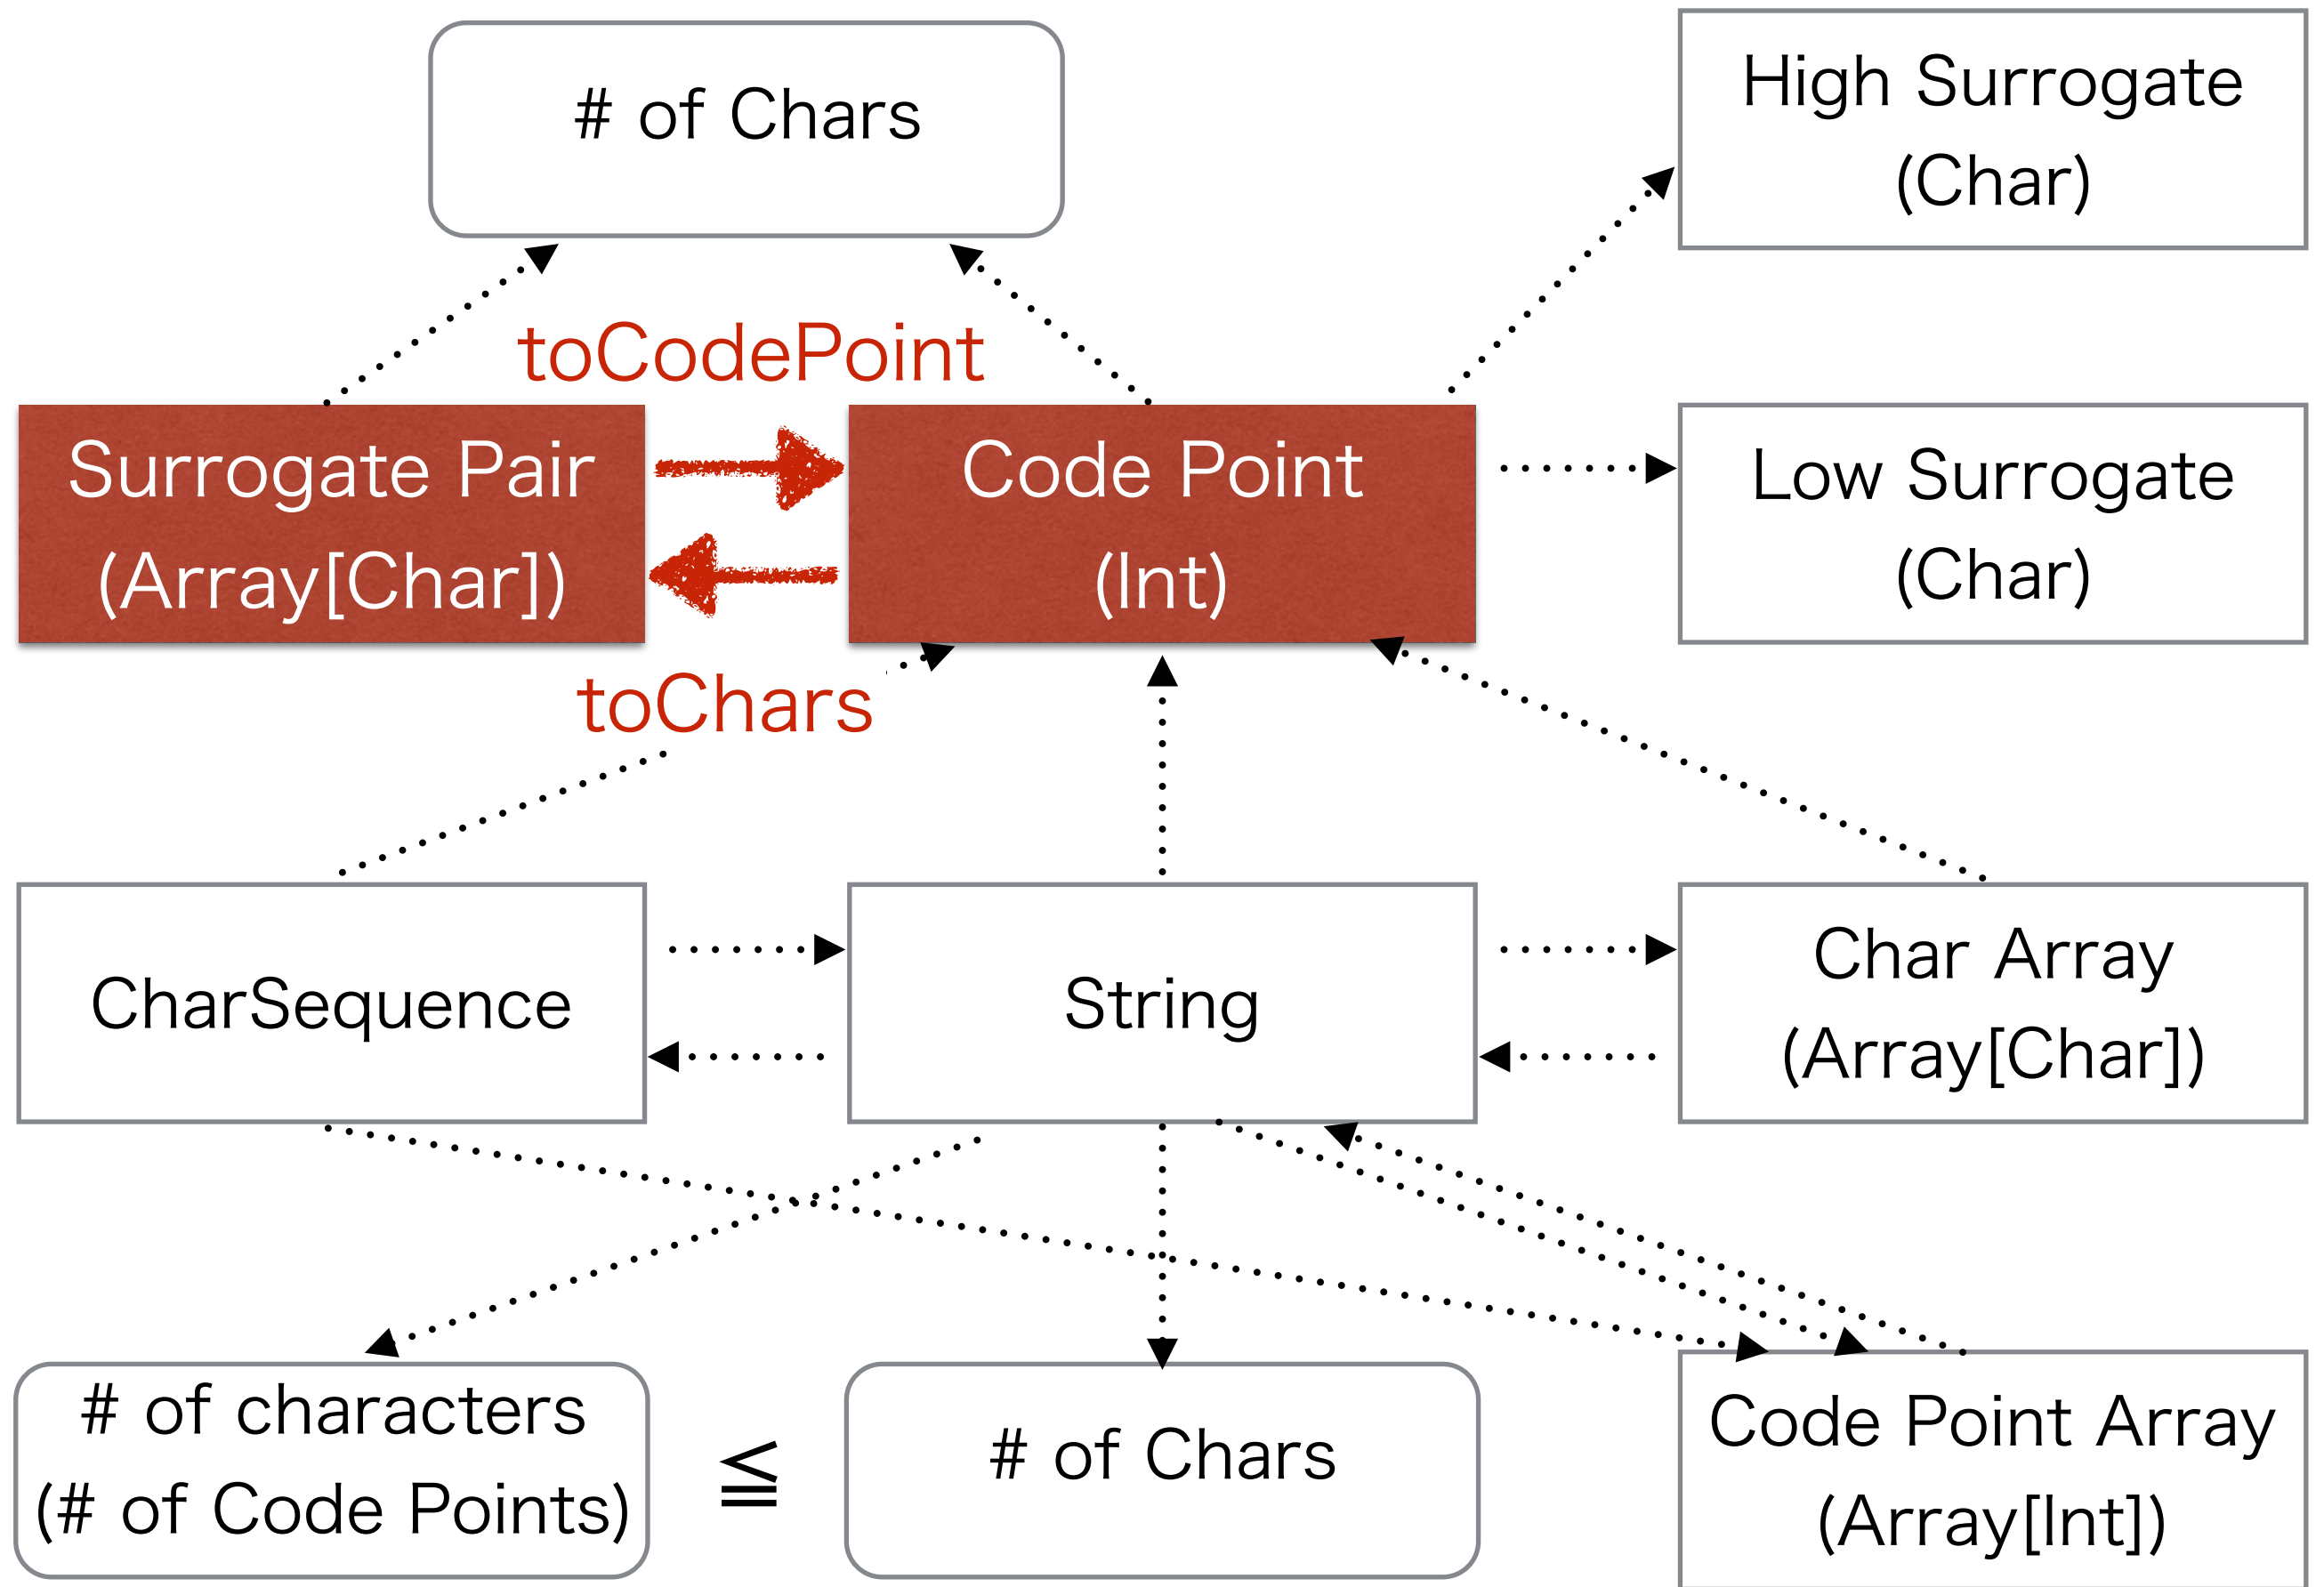 # of Chars
High Surrogate
(Char)
toCodePoint
Surrogate Pair
(Array[Char])
Code Point
(Int)
Low Surrogate
(Char)
toChars
CharSequence
String
Char Array
(Array[Char])
# of characters
(# of Code Points)
≦
# of Chars
Code Point Array
(Array[Int])